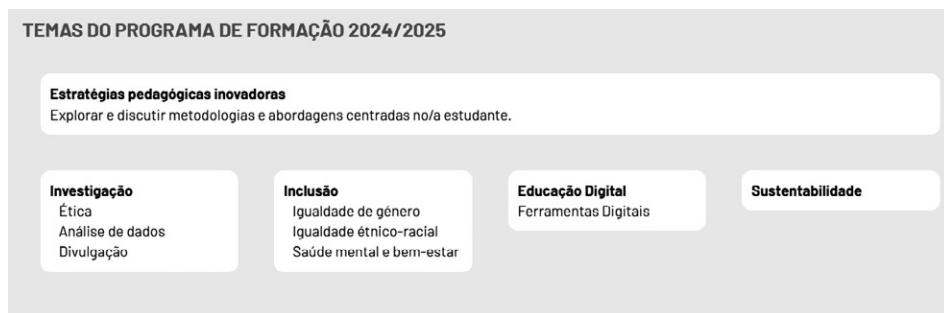 TEMAS DO PROGRAMA DE FORMAÇÃO 2024/2025
Estratégias pedagógicas inovadoras
Explorar e discutir metodologias e abordagens centradas no/a estudante.
Investigação
Ética
Análise de dados
Divulgação
Inclusão
Igualdade de género
Igualdade étnico-racial
Saúde mental e bem-estar
Educação Digital
Ferramentas Digitais
Sustentabilidade